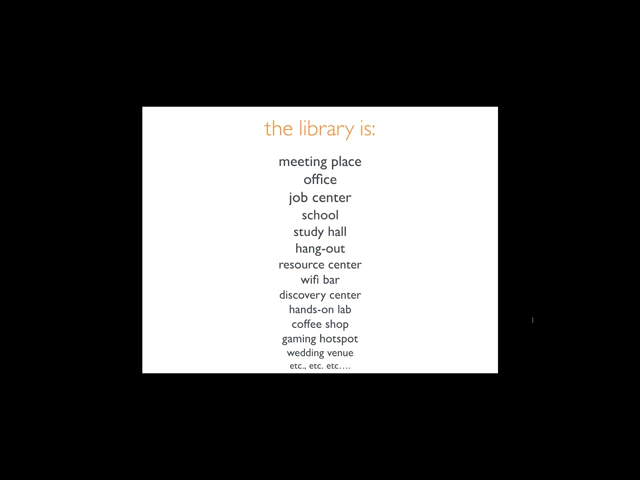 the library is:
meeting place
office
job center
school
study hall
hang-out
resource center
wifi bar
discovery center
hands-on lab
coffee shop
gaming hotspot
wedding venue
etc., etc. etc....